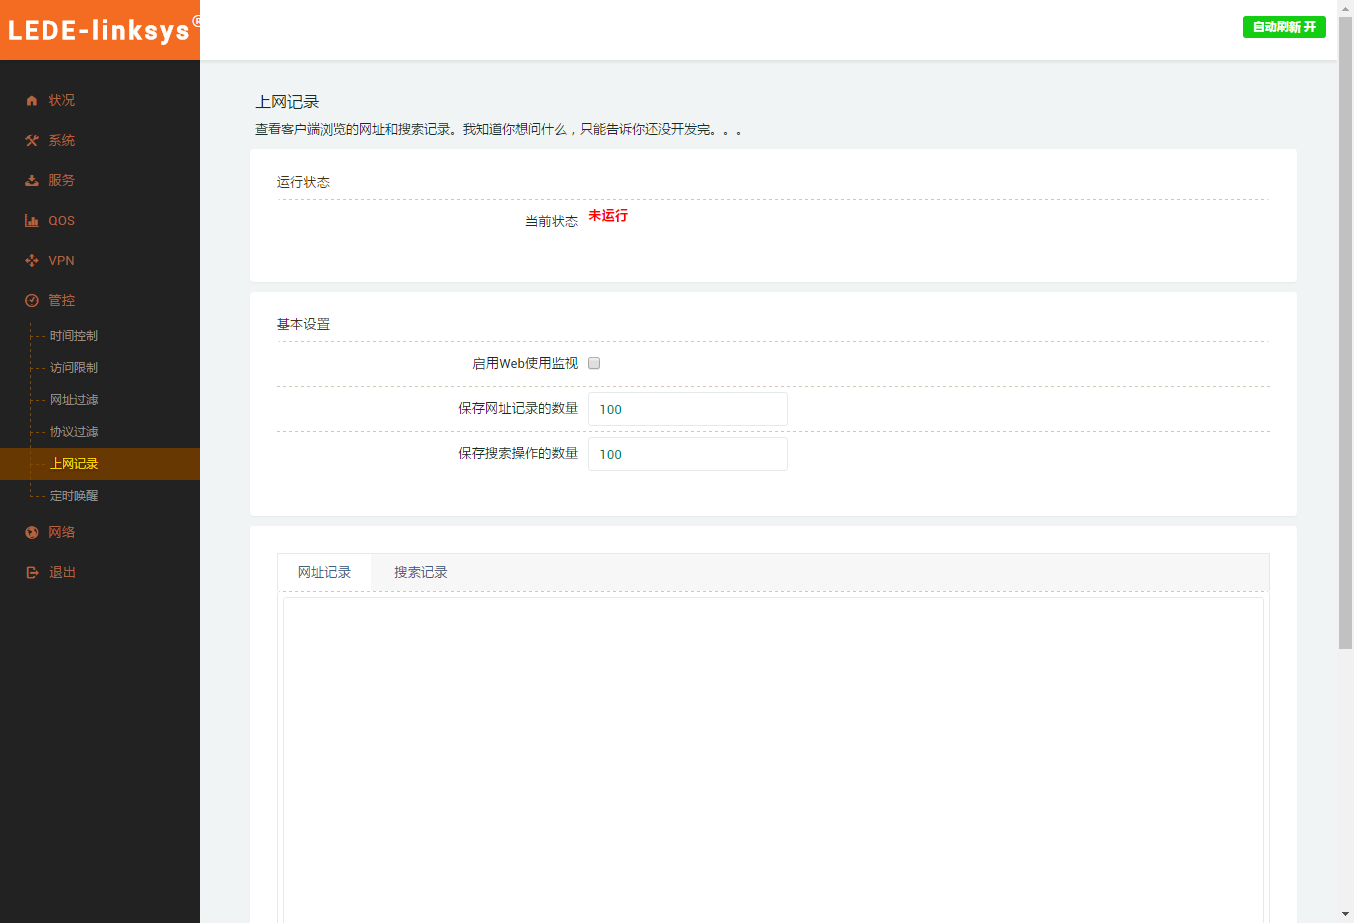 LEDE-linksys®
自动刷新 开
状况
系统
服务
QOS
VPN
管控
时间控制
访问限制
网址过滤
协议过滤
上网记录
定时唤醒
网络
退出
上网记录
查看客户端浏览的网址和搜索记录。我知道你想问什么，只能告诉你还没开发完。。。
运行状态
当前状态 未运行
基本设置
启用Web使用监视
保存网址记录的数量 100
保存搜索操作的数量 100
网址记录 搜索记录